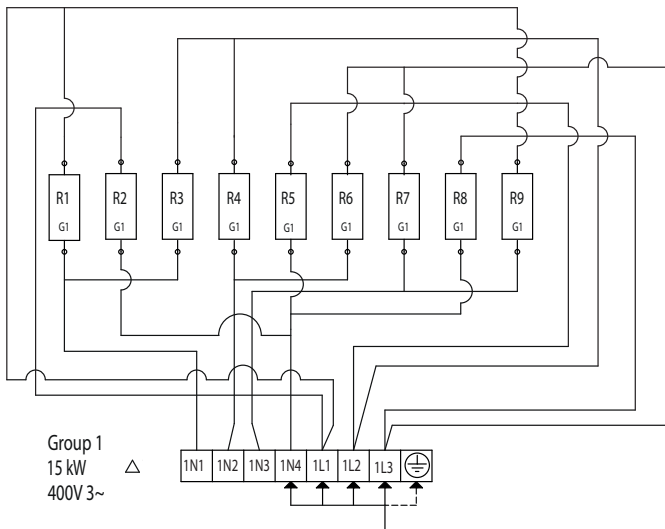 R1 R2 R3 R4 R5 R6 R7 R8 R9
G1 G1 G1 G1 G1 G1 G1 G1 G1
Group 1
15 kW
400V 3~
1N1 1N2 1N3 1N4 1L1 1L2 1L3